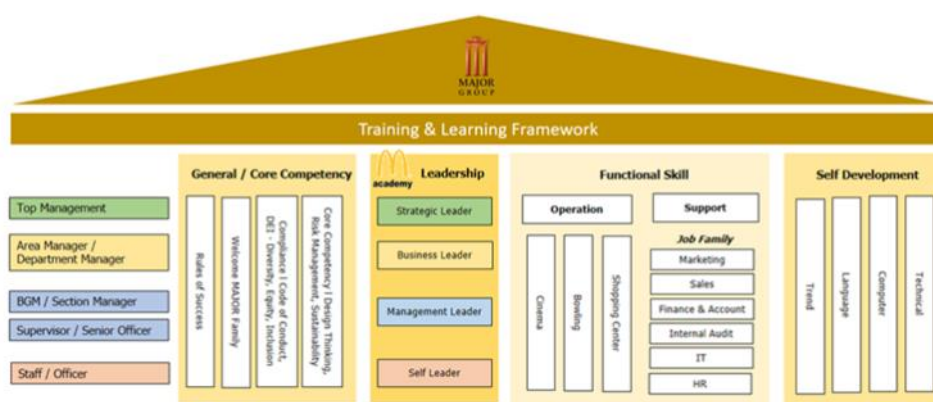 MAJOR
GROUP
Training & Learning Framework
Top Management
Area Manager /
Department Manager
BGM / Section Manager
Supervisor / Senior Officer
Staff / Officer
General / Core Competency
Rules of Success
Welcome MAJOR Family
Compliance I Code of Conduct,
DEI - Diversity, Equity, Inclusion
Core Competency I Design Thinking,
Risk Management, Sustainability
academy
Leadership
Strategic Leader
Business Leader
Management Leader
Self Leader
Functional Skill
Operation
Cinema
Bowling
Shopping Center
Support
Job Family
Marketing
Sales
Finance & Account
Internal Audit
IT
HR
Self Development
Trend
Language
Computer
Technical